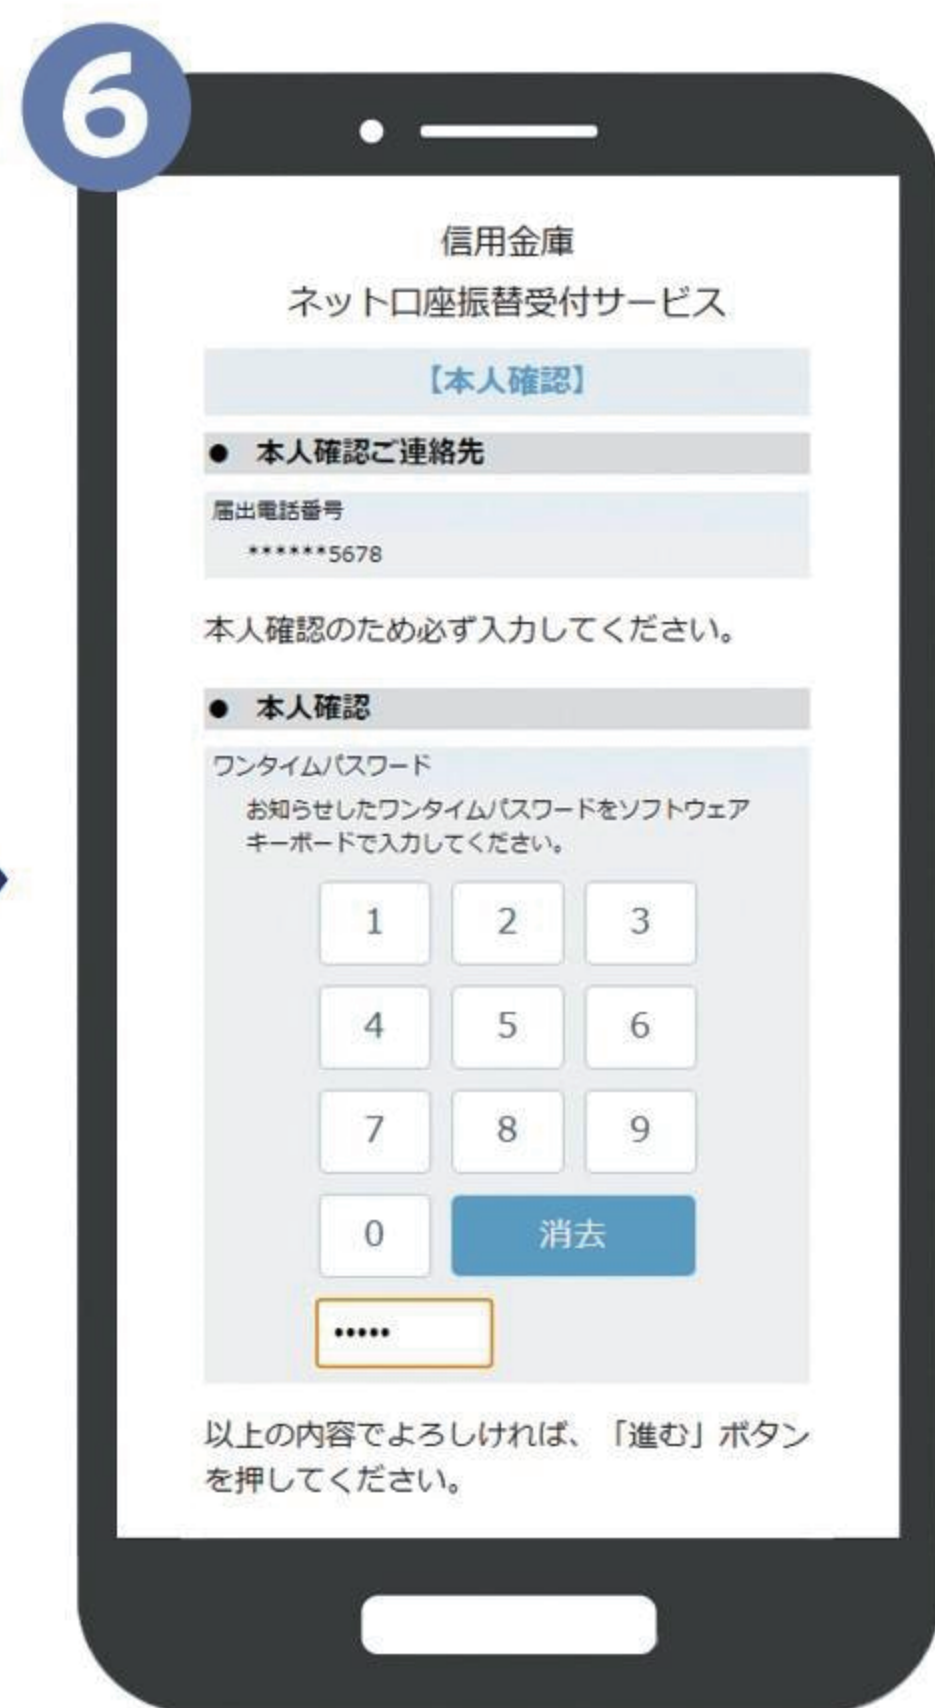 6
信用金庫
ネット口座振替受付サービス
【本人確認】
● 本人確認ご連絡先
届出電話番号
******5678
本人確認のため必ず入力してください。
● 本人確認
ワンタイムパスワード
お知らせしたワンタイムパスワードをソフトウェア
キーボードで入力してください。
1 2 3
4 5 6
7 8 9
0 消去
•••••
以上の内容でよろしければ、「進む」ボタン
を押してください。